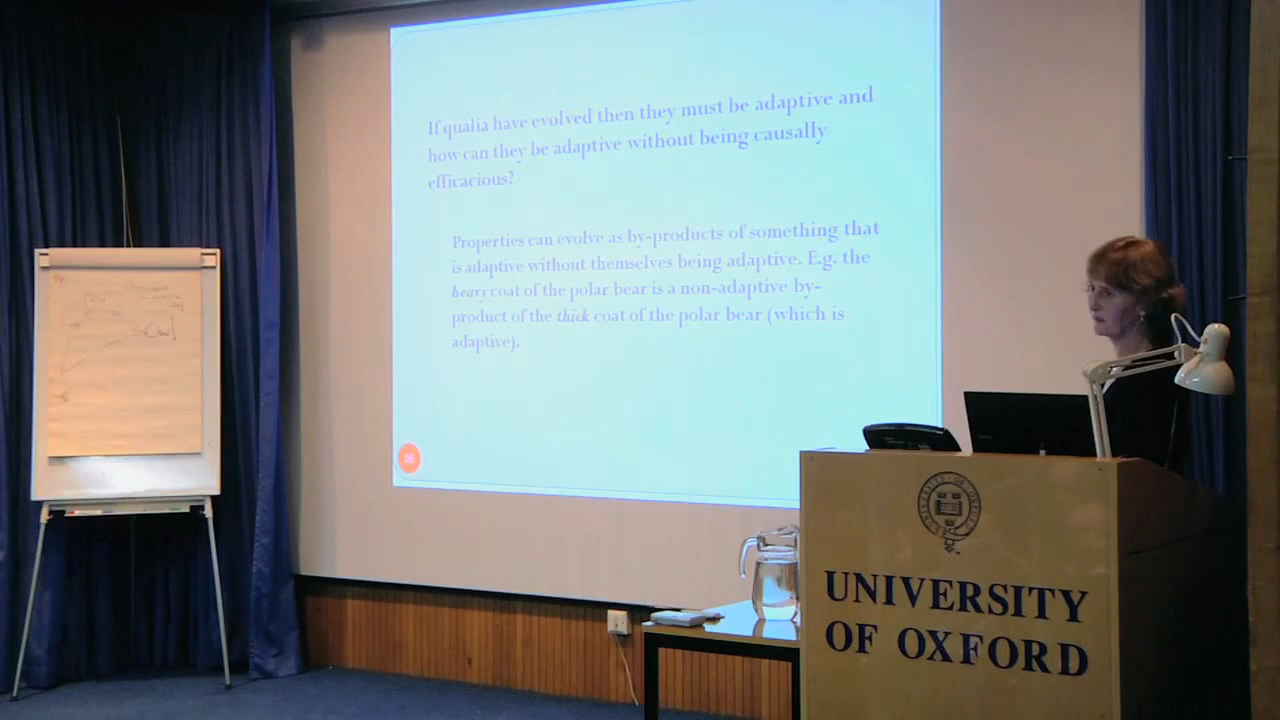 If qualia have evolved then they must be adaptive and
how can they be adaptive without being causally
efficacious?
Properties can evolve as by-products of something that
is adaptive without themselves being adaptive. E.g. the
heavy coat of the polar bear is a non-adaptive by-
product of the thick coat of the polar bear (which is
adaptive).
UNIVERSITY
OF OXFORD